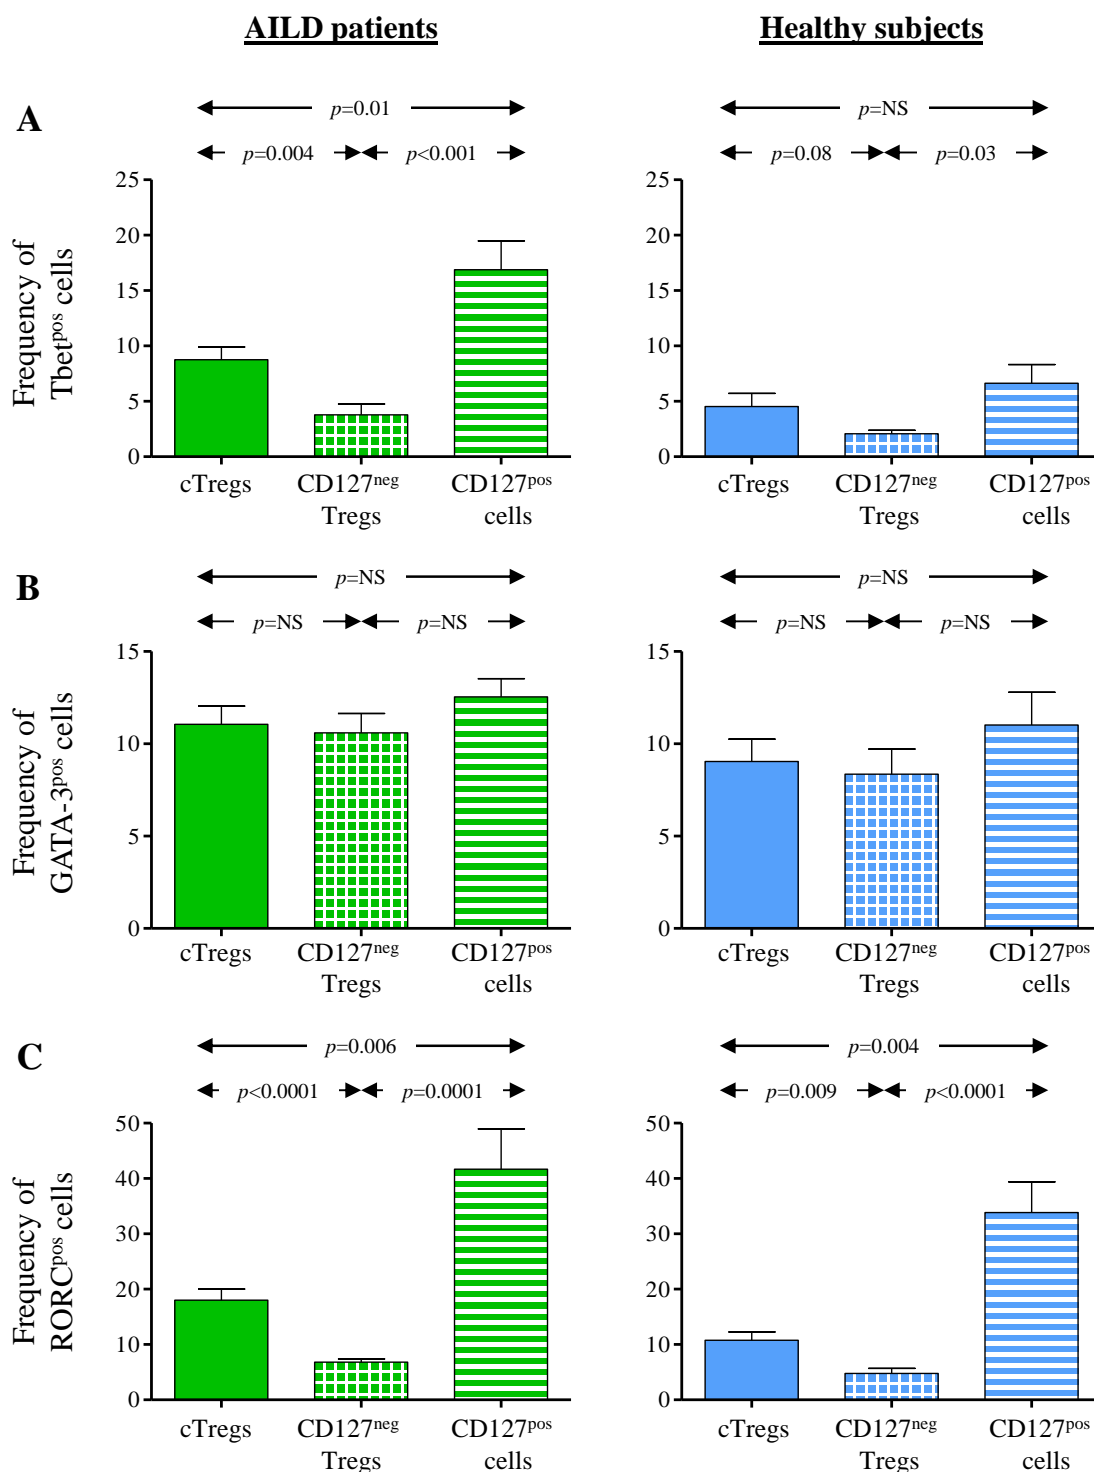 AILD patients Healthy subjects
A
p=0.01 p=NS
p=0.004 p<0.001 p=0.08 p=0.03
Frequency of
Tbetpos cells
25 25
20 20
15 15
10 10
5 5
0 0
cTregs CD127neg CD127pos cTregs CD127neg CD127pos
Tregs cells Tregs cells
B
p=NS p=NS
p=NS p=NS p=NS p=NS
Frequency of
GATA-3pos cells
15 15
10 10
5 5
0 0
cTregs CD127neg CD127pos cTregs CD127neg CD127pos
Tregs cells Tregs cells
C
p=0.006 p=0.004
p<0.0001 p=0.0001 p=0.009 p<0.0001
Frequency of
RORCpos cells
50 50
40 40
30 30
20 20
10 10
0 0
cTregs CD127neg CD127pos cTregs CD127neg CD127pos
Tregs cells Tregs cells